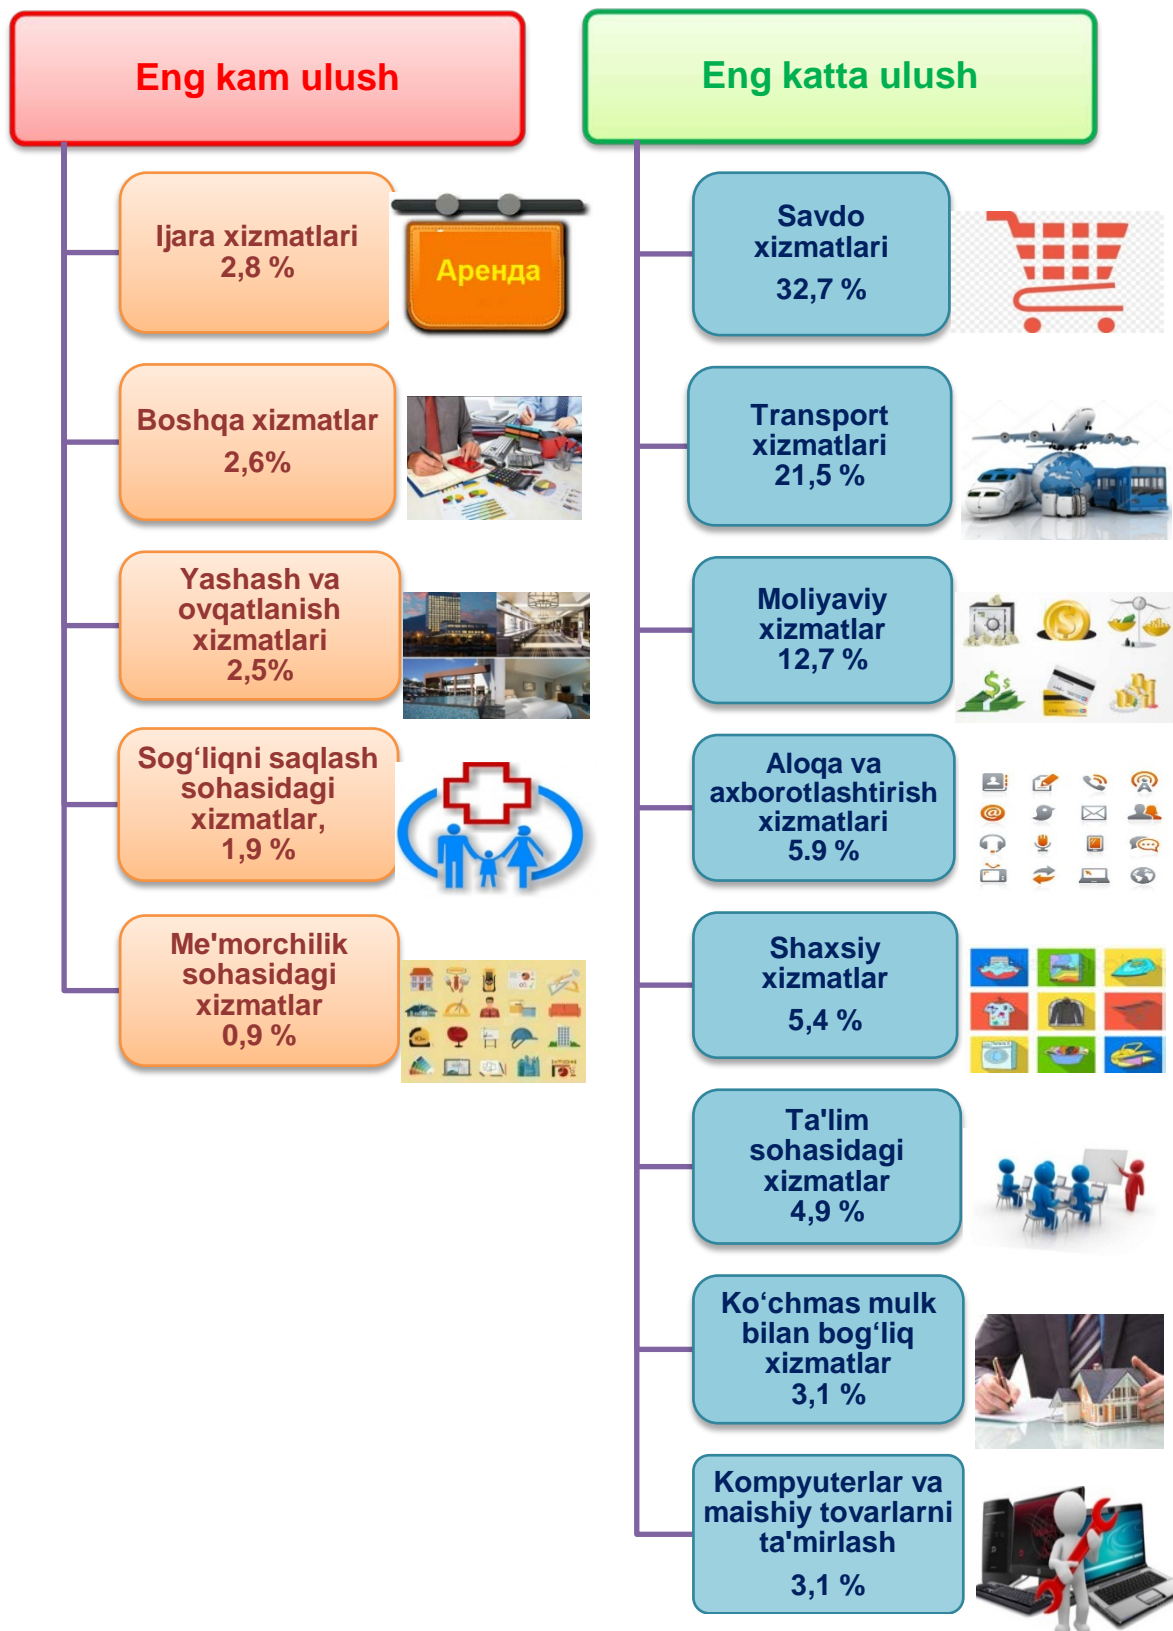 Eng kam ulush
Ijara xizmatlari
2,8 %
Аренда
Boshqa xizmatlar
2,6%
Yashash va
ovqatlanish
xizmatlari
2,5%
Sog‘liqni saqlash
sohasidagi
xizmatlar,
1,9 %
Me'morchilik
sohasidagi
xizmatlar
0,9 %
Eng katta ulush
Savdo
xizmatlari
32,7 %
Transport
xizmatlari
21,5 %
Moliyaviy
xizmatlar
12,7 %
Aloqa va
axborotlashtirish
xizmatlari
5.9 %
Shaxsiy
xizmatlar
5,4 %
Ta'lim
sohasidagi
xizmatlar
4,9 %
Ko‘chmas mulk
bilan bog‘liq
xizmatlar
3,1 %
Kompyuterlar va
maishiy tovarlarni
ta'mirlash
3,1 %